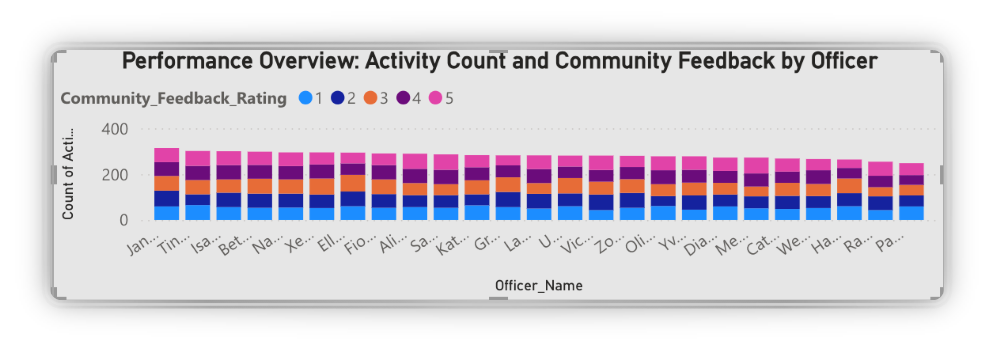 Performance Overview: Activity Count and Community Feedback by Officer
Community_Feedback_Rating 1 2 3 4 5
Count of Acti...
400
200
0
Jan... Tin... Isa... Bet... Na... Xe... Ell... Fio... Ali... Sa... Kat... Gr... La... U... Vic... Zo... Oli... Yv... Dia... Me... Cat... We... Ha... Ra... Pa...
Officer_Name